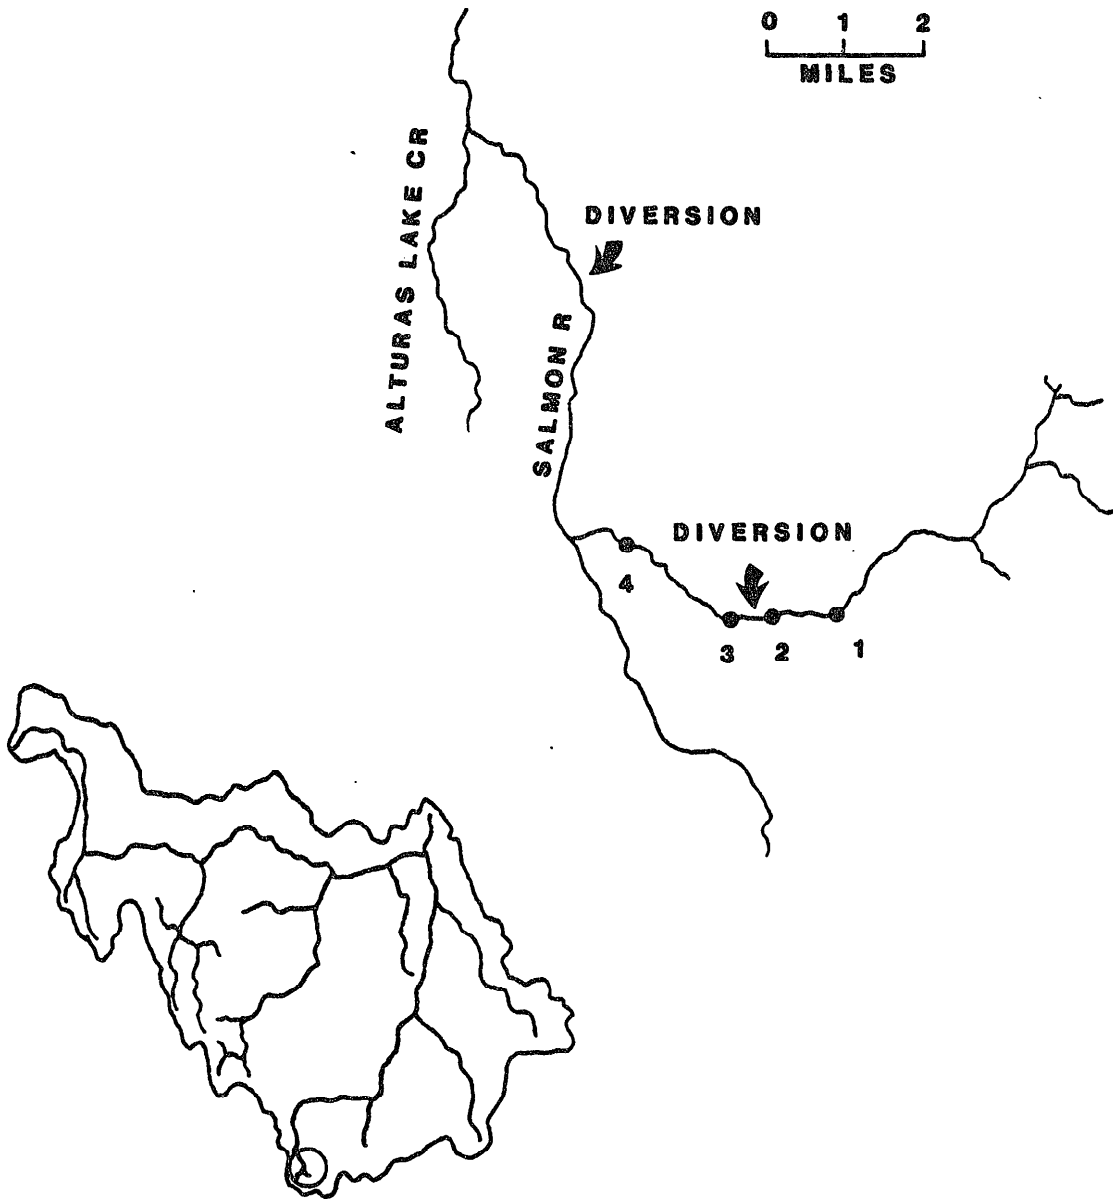 0 1 2
MILES
ALTURAS LAKE CR
DIVERSION
SALMON R
DIVERSION
4
3 2 1